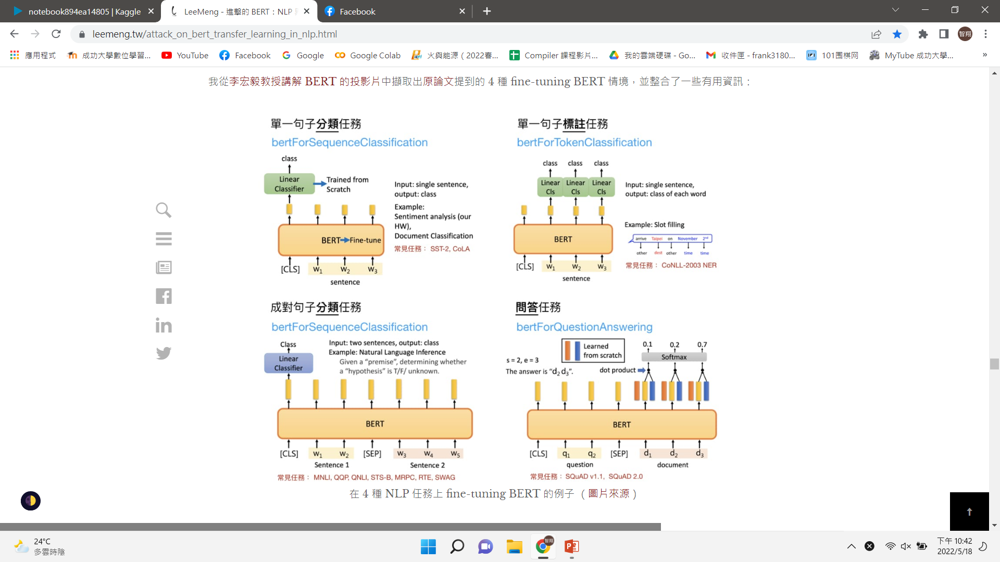 notebook894ea14805 | Kaggle
LeeMeng - 進擊的 BERT：NLP
Facebook
leemeng.tw/attack_on_bert_transfer_learning_in_nlp.html
智翔
應用程式
成功大學數位學習...
YouTube
Facebook
Google
Google Colab
火與能源（2022春...
Compiler 課程影片...
我的雲端硬碟 - Go...
收件匣 - frank3180...
101围棋网
MyTube 成功大學...
»
我從李宏毅教授講解 BERT 的投影片中擷取出原論文提到的 4 種 fine-tuning BERT 情境，並整合了一些有用資訊：
單一句子分類任務
bertForSequenceClassification
class
Linear
Classifier
Trained from
Scratch
Input: single sentence,
output: class
Example:
Sentiment analysis (our
HW),
Document Classification
常見任務： SST-2, CoLA
BERT
Fine-tune
[CLS] w1 w2 w3
sentence
單一句子標註任務
bertForTokenClassification
class class class
Linear Linear Linear
Cls Cls Cls
Input: single sentence,
output: class of each word
BERT
Example: Slot filling
arrive Taipei on November 2nd
other dest other time time
常見任務： CoNLL-2003 NER
[CLS] w1 w2 w3
sentence
成對句子分類任務
bertForSequenceClassification
Class
Linear
Classifier
Input: two sentences, output: class
Example: Natural Language Inference
Given a “premise”, determining whether
a “hypothesis” is T/F/ unknown.
BERT
[CLS] w1 w2 [SEP] w3 w4 w5
Sentence 1 Sentence 2
常見任務： MNLI, QQP, QNLI, STS-B, MRPC, RTE, SWAG
問答任務
bertForQuestionAnswering
Learned
from scratch
0.1 0.2 0.7
Softmax
s = 2, e = 3
The answer is “d2 d3”.
dot product
BERT
[CLS] q1 q2 [SEP] d1 d2 d3
question document
常見任務： SQuAD v1.1, SQuAD 2.0
在 4 種 NLP 任務上 fine-tuning BERT 的例子 （圖片來源）
24°C
多雲時陰
智翔
下午 10:42
2022/5/18